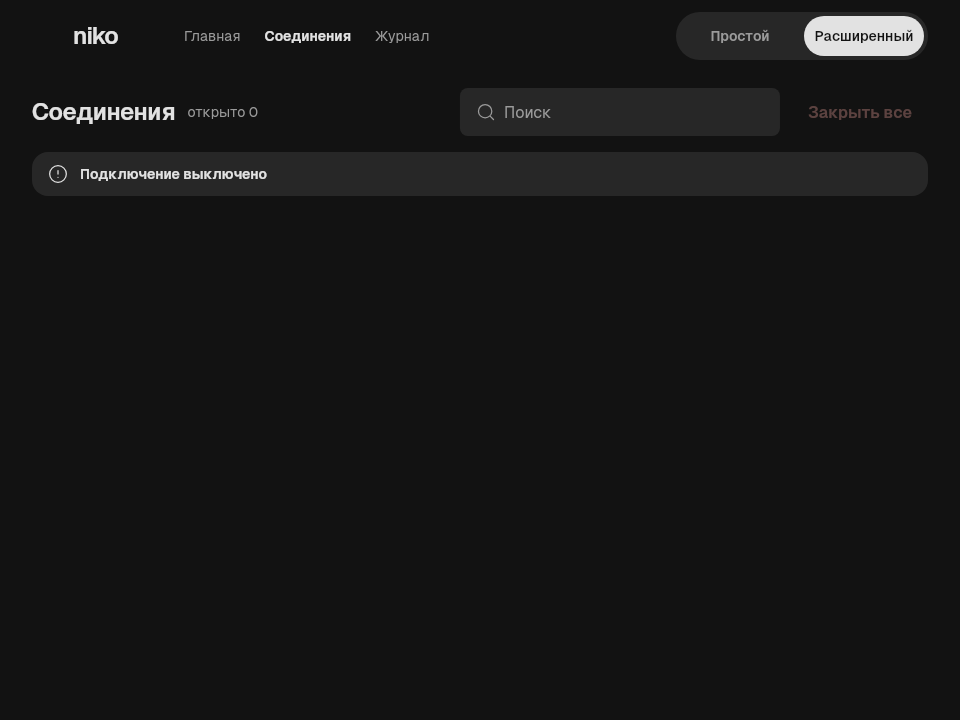 niko
Главная
Соединения
Журнал
Простой
Расширенный
Соединения
открыто 0
Поиск
Закрыть все
Подключение выключено